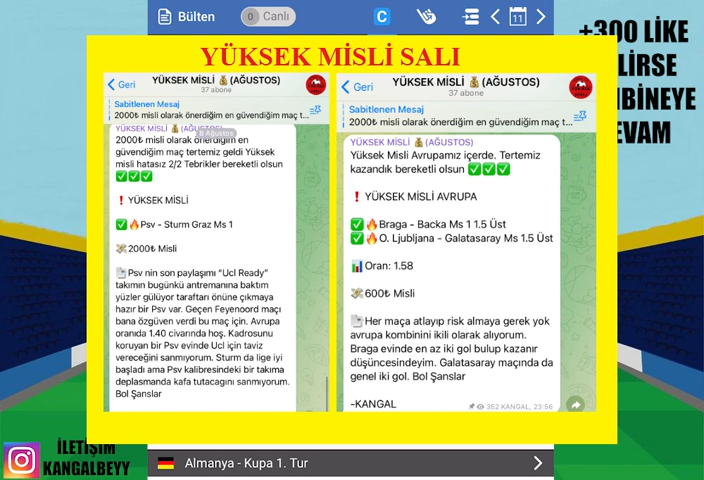 Bülten
0 Canlı
C
11
+300 LİKE
LİRSE
MBİNEYE
EVAM
YÜKSEK MİSLİ SALI
Geri
YÜKSEK MİSLİ 💰(AĞUSTOS)
37 abone
Sabitlenen Mesaj
2000₺ misli olarak önerdiğim en güvendiğim maç t...
YÜKSEK MİSLİ 💰(AĞUSTOS)
8 Ağustos
2000₺ misli olarak önerdiğim en
güvendiğim maç tertemiz geldi Yüksek
misli hatasız 2/2 Tebrikler bereketli olsun
✅✅✅
❗ YÜKSEK MİSLİ
✅🔥Psv - Sturm Graz Ms 1
💸2000₺ Misli
📄Psv nin son paylaşımı “Ucl Ready”
takımın bugünkü antremanına baktım
yüzler gülüyor taraftarı önüne çıkmaya
hazır bir Psv var. Geçen Feyenoord maçı
bana özgüven verdi bu maç için. Avrupa
oranda 1.40 civarında hoş. Kadrosunu
koruyan bir Psv evinde Ucl için taviz
vereceğini sanmıyorum. Sturm da lige iyi
başladı ama Psv kalibresindeki bir takıma
deplasmanda kafa tutacagını sanmıyorum.
Bol Şanslar
Geri
YÜKSEK MİSLİ 💰(AĞUSTOS)
37 abone
Sabitlenen Mesaj
2000₺ misli olarak önerdiğim en güvendiğim maç t...
YÜKSEK MİSLİ 💰(AĞUSTOS)
Yüksek Misli Avrupamız içerde. Tertemiz
kazandık bereketli olsun ✅✅✅
❗ YÜKSEK MİSLİ AVRUPA
✅🔥Braga - Backa Ms 1 1.5 Üst
✅🔥O. Ljubljana - Galatasaray Ms 1.5 Üst
📊Oran: 1.58
💸600₺ Misli
📄Her maça atlayıp risk almaya gerek yok
avrupa kombinini ikili olarak alıyorum.
Braga evinde en az iki gol bulup kazanır
düşüncesindeyim. Galatasaray maçında da
genel iki gol. Bol Şanslar
-KANGAL
352 KANGAL, 23:56
İLETİŞİM
KANGALBEYY
Almanya - Kupa 1. Tur